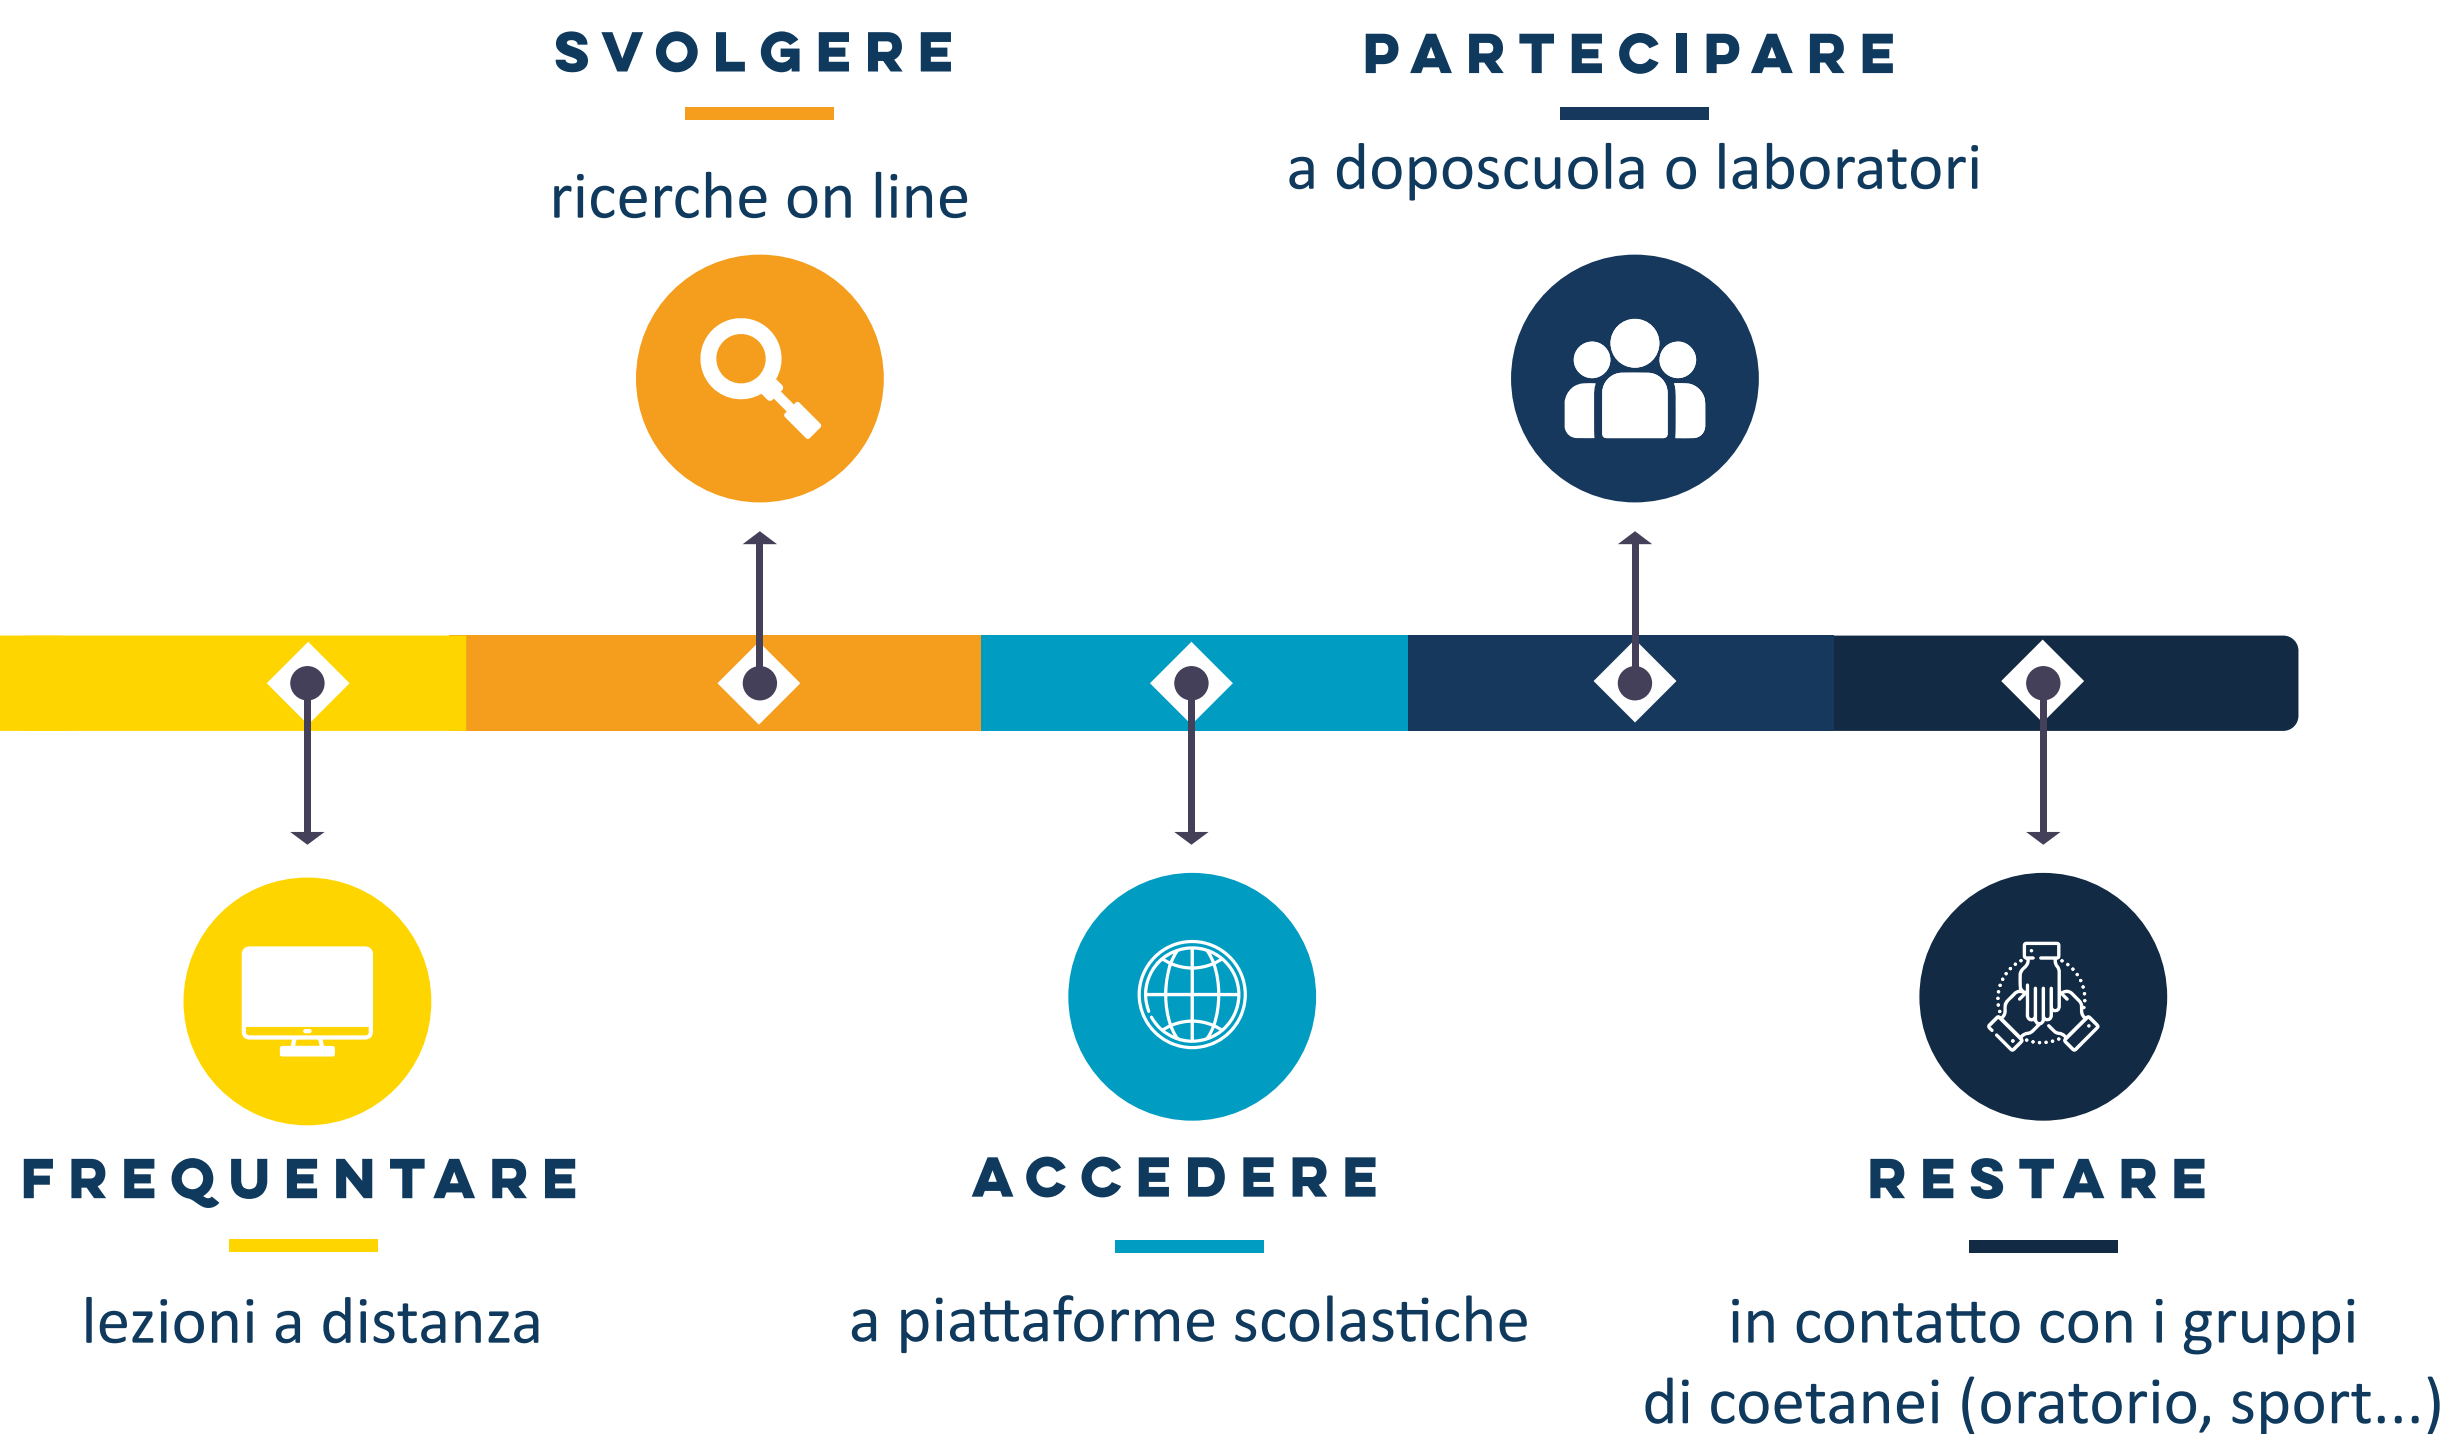 SVOLGERE
ricerche on line
PARTECIPARE
a doposcuola o laboratori
FREQUENTARE
lezioni a distanza
ACCEDERE
a piattaforme scolastiche
RESTARE
in contatto con i gruppi
di coetanei (oratorio, sport...)